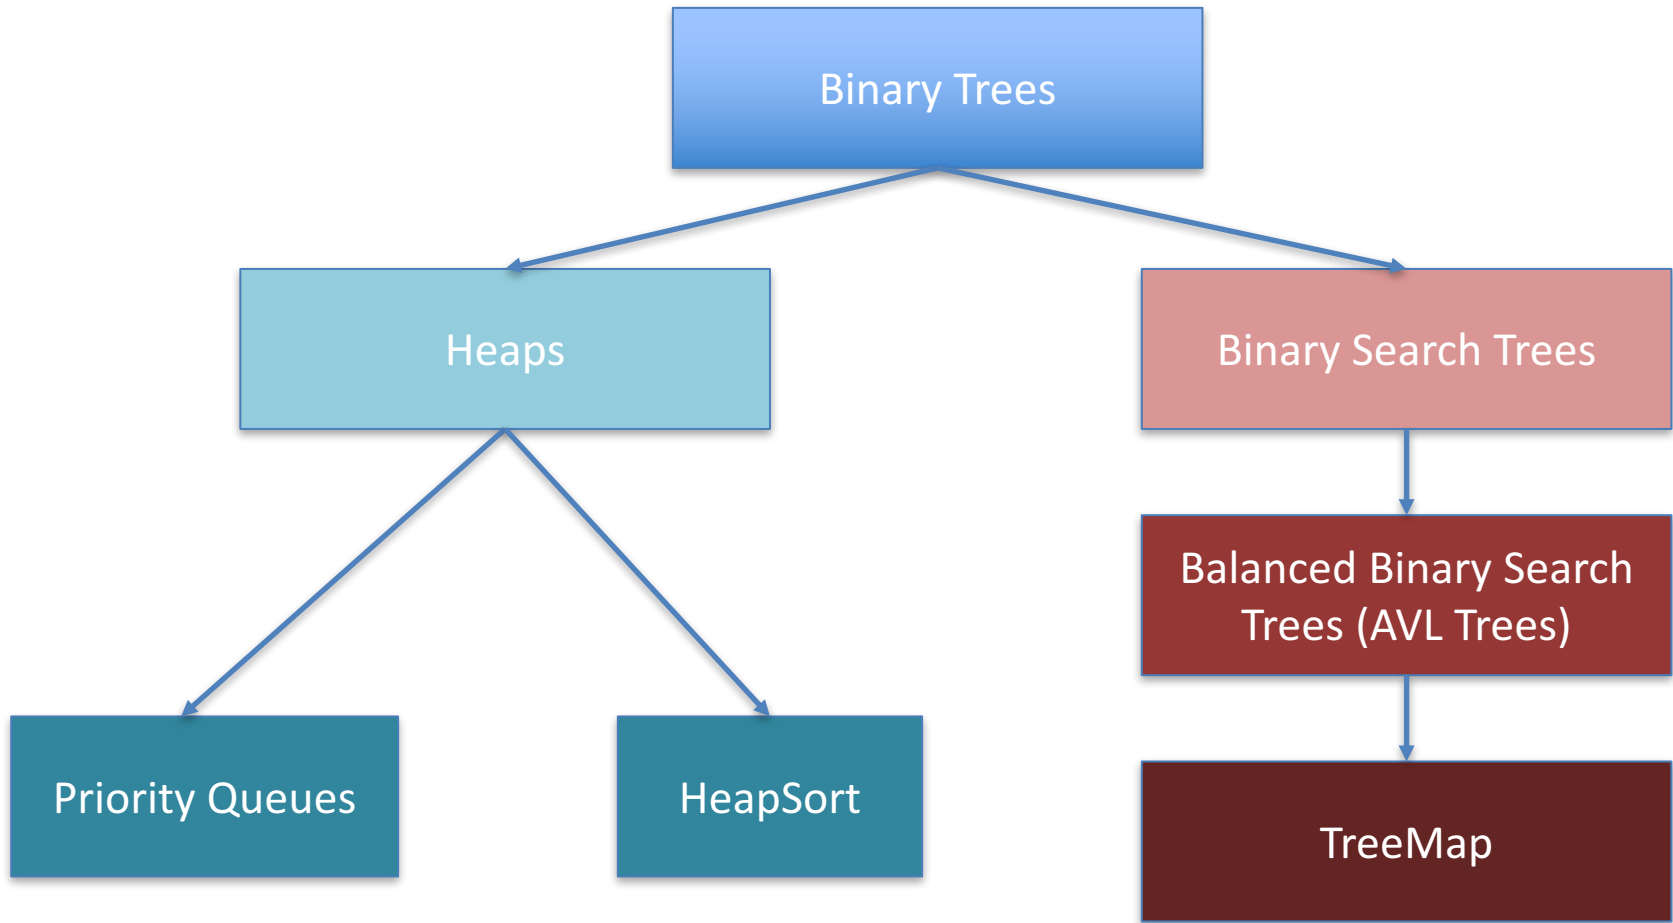 Binary Trees
Heaps
Binary Search Trees
Balanced Binary Search
Trees (AVL Trees)
Priority Queues
HeapSort
TreeMap